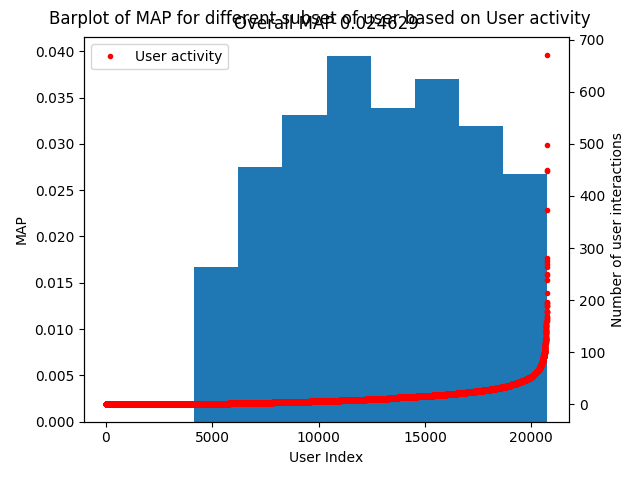 Barplot of MAP for different subset of user based on User activity
Overall MAP 0.024629
User activity
0.040
0.035
0.030
0.025
0.020
0.015
0.010
0.005
0.000
MAP
700
600
500
400
300
200
100
0
Number of user interactions
0 5000 10000 15000 20000
User Index